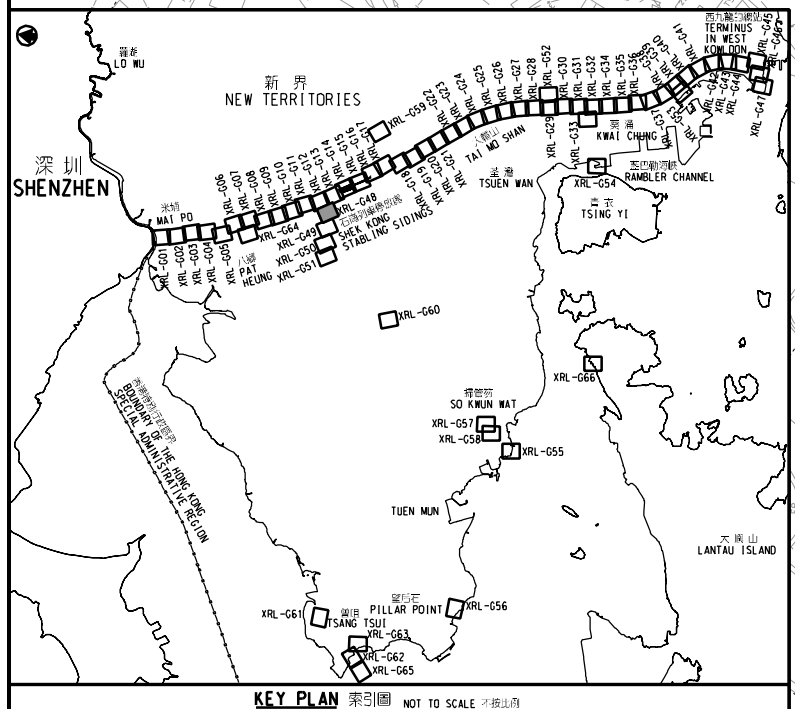 羅湖
LO WU
新 界
NEW TERRITORIES
深 圳
SHENZHEN
米埔
MAI PO
XRL-G01
XRL-G02
XRL-G03
XRL-G04
XRL-G05
XRL-G06
XRL-G07
XRL-G08
XRL-G09
XRL-G10
XRL-G11
XRL-G12
XRL-G13
XRL-G14
XRL-G15
XRL-G16
XRL-G17
XRL-G59
XRL-G18
XRL-G19
XRL-G20
XRL-G21
XRL-G22
XRL-G23
XRL-G24
XRL-G25
XRL-G26
XRL-G27
XRL-G28
XRL-G52
XRL-G29
XRL-G30
XRL-G31
XRL-G32
XRL-G33
XRL-G34
XRL-G35
XRL-G36
XRL-G40
XRL-G41
XRL-G42
XRL-G43
XRL-G44
XRL-G45
XRL-G47
西九龍的總站
TERMINUS
IN WEST
KOWLOON
TAI MO SHAN
葵 涌
KWAI CHUNG
荃 灣
TSUEN WAN
藍巴勒海峽
RAMBLER CHANNEL
XRL-G54
青 衣
TSING YI
XRL-G48
XRL-G49
XRL-G50
XRL-G51
XRL-G64
石崗列車停放處
SHEK KONG
STABLING SIDINGS
八鄉
PAT
HEUNG
XRL-G60
XRL-G66
掃管笏
SO KWUN WAT
XRL-G57
XRL-G58
XRL-G55
TUEN MUN
香港特別行政區界
BOUNDARY OF THE HONG KONG
SPECIAL ADMINISTRATIVE REGION
大 嶼 山
LANTAU ISLAND
望后石
PILLAR POINT
XRL-G56
XRL-G61
曾咀
TSANG TSUI
XRL-G63
XRL-G62
XRL-G65
KEY PLAN 索引圖 NOT TO SCALE 不按比例